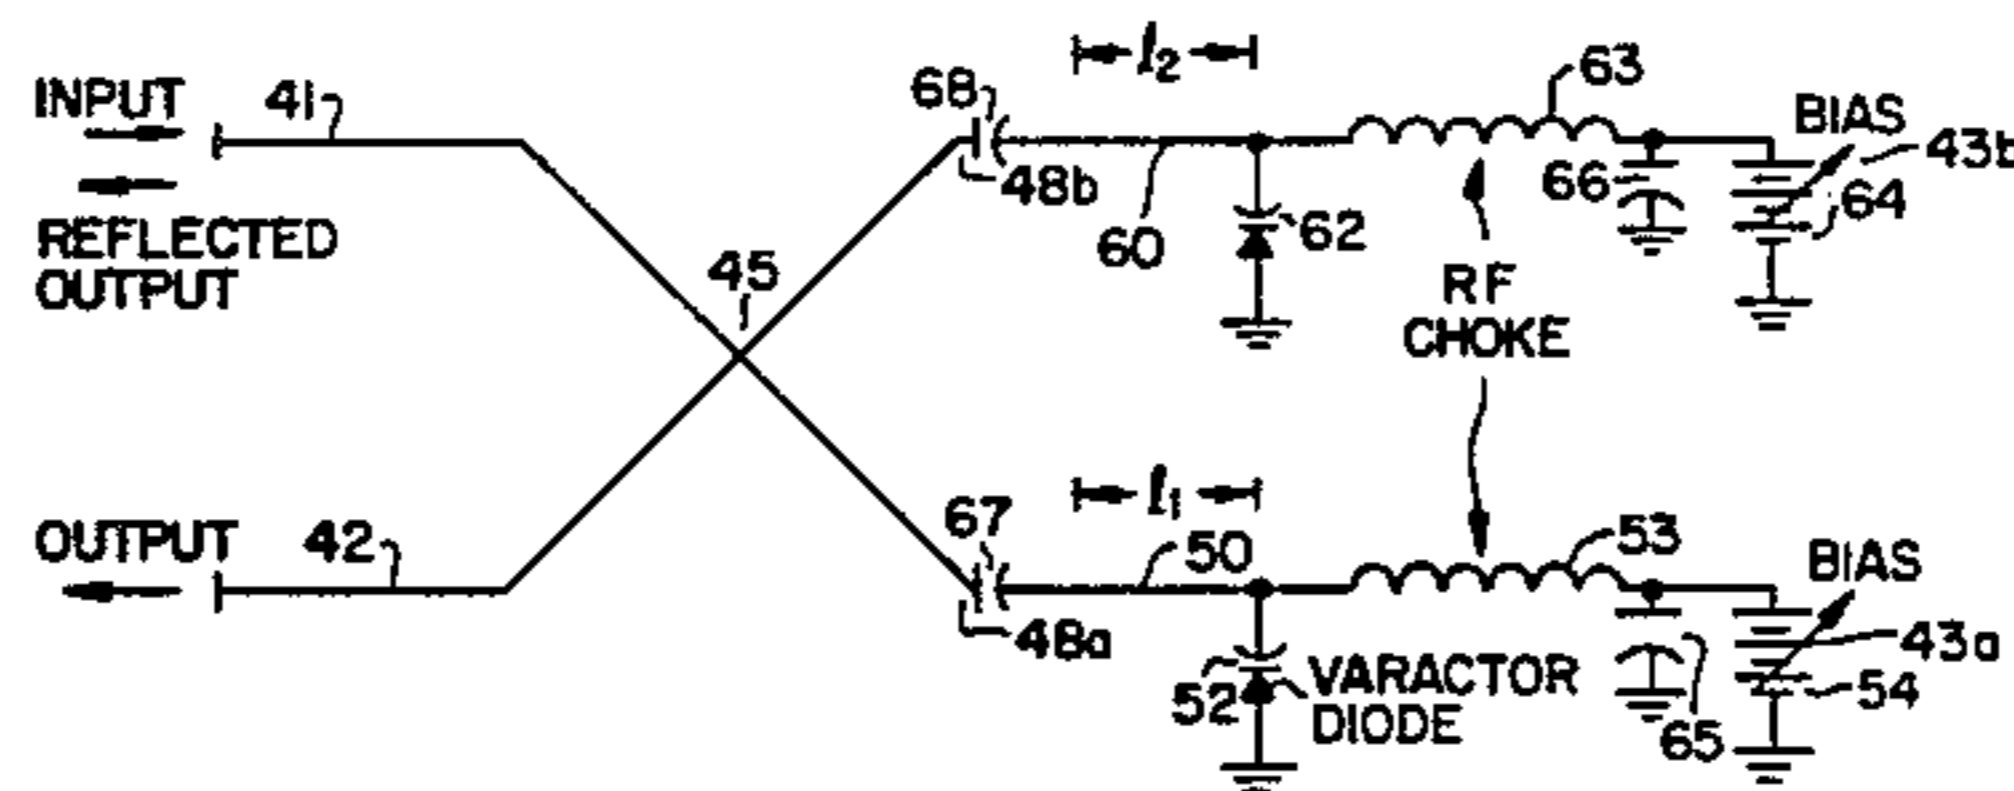 l2
INPUT
41
68
63
BIAS
43b
48b
66
64
REFLECTED
OUTPUT
45
60
62
RF
CHOKE
l1
OUTPUT
42
67
50
53
BIAS
48a
43a
52
VARACTOR
DIODE
54
65